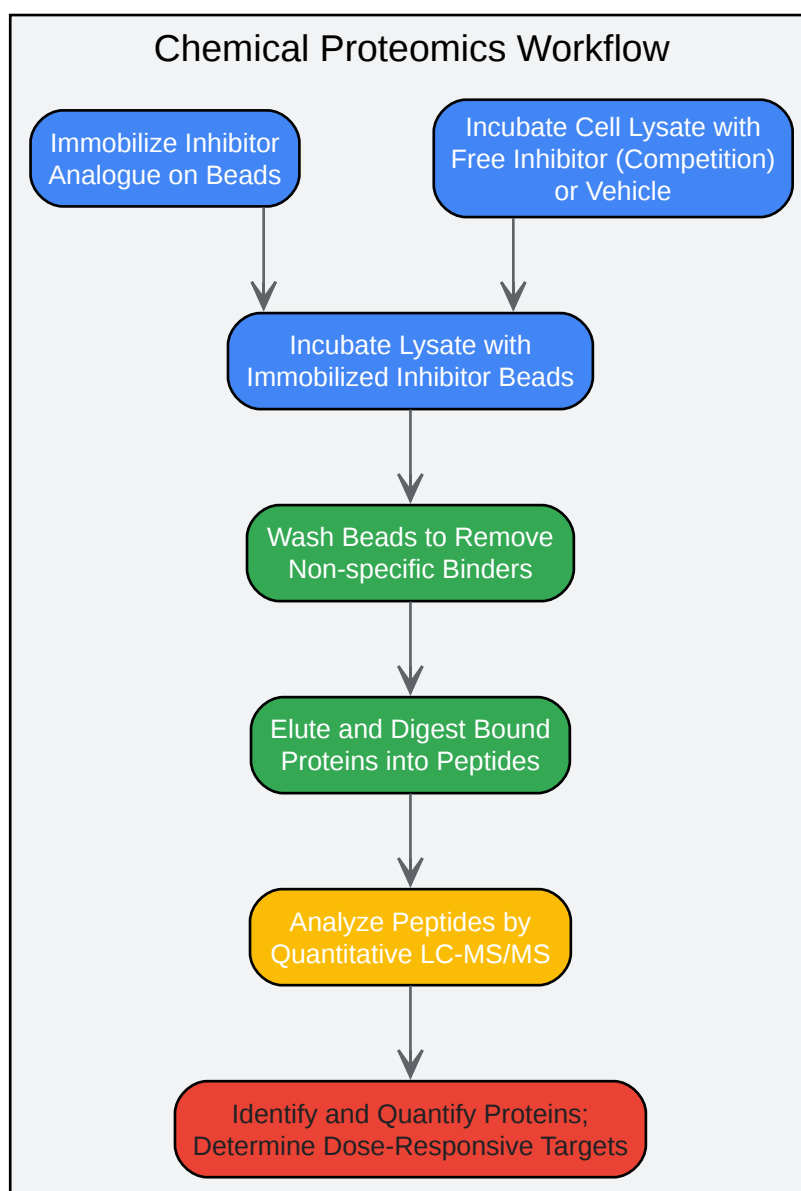 Chemical Proteomics Workflow
Immobilize Inhibitor
Analogue on Beads
Incubate Cell Lysate with
Free Inhibitor (Competition)
or Vehicle
Incubate Lysate with
Immobilized Inhibitor Beads
Wash Beads to Remove
Non-specific Binders
Elute and Digest Bound
Proteins into Peptides
Analyze Peptides by
Quantitative LC-MS/MS
Identify and Quantify Proteins;
Determine Dose-Responsive Targets